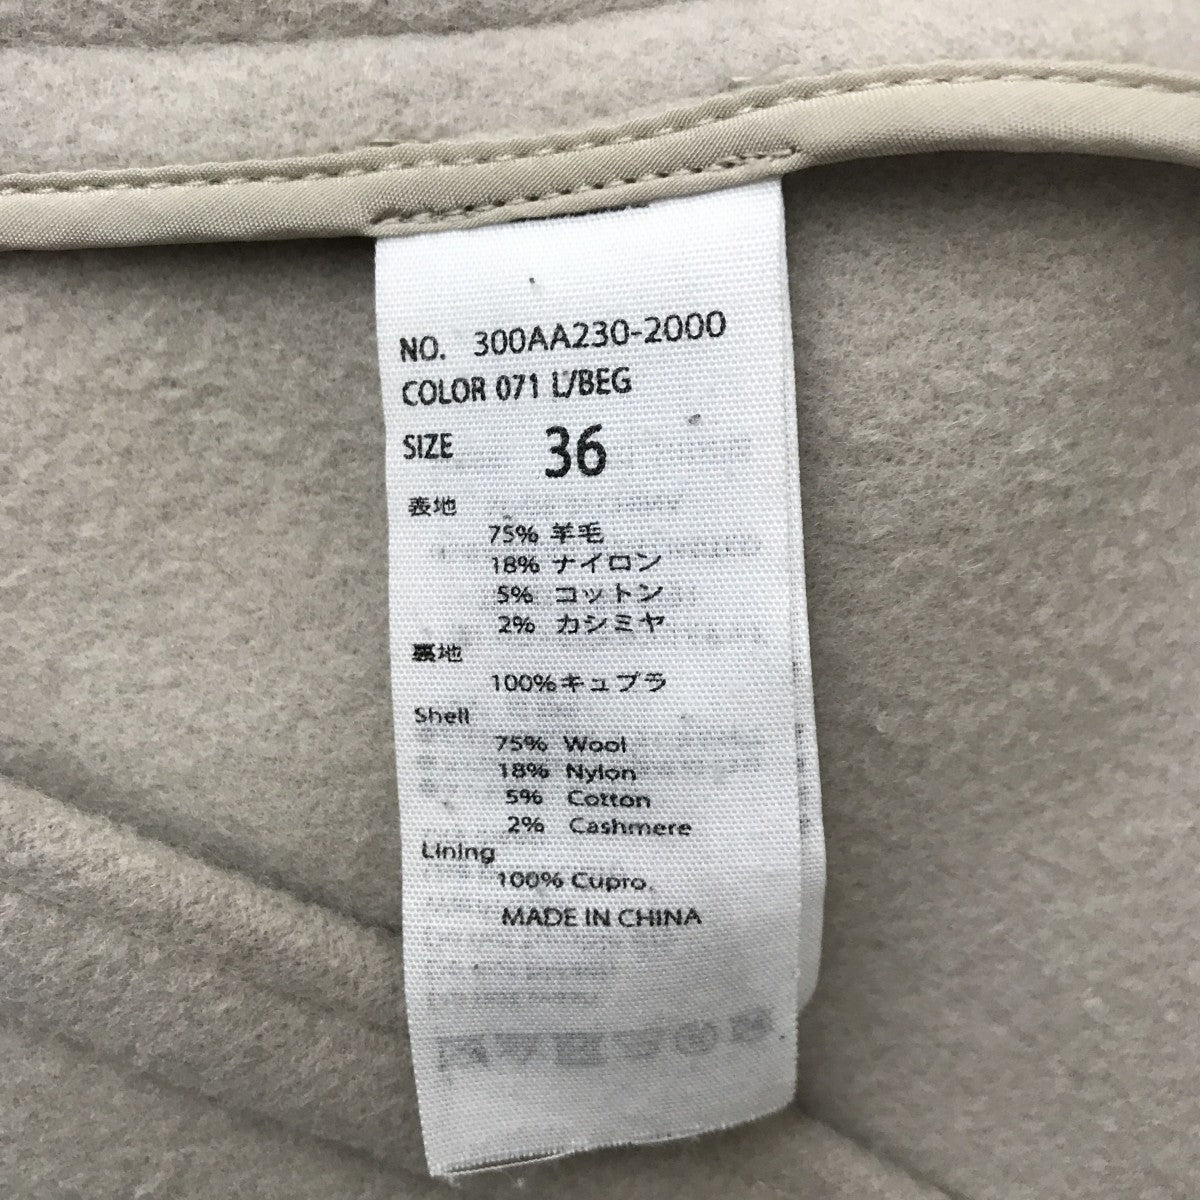 NO. 300AA230-2000
COLOR 071 L/BEG
SIZE 36
表地
75% 羊毛
18% ナイロン
5% コットン
2% カシミヤ
裏地
100% キュプラ
Shell
75% Wool
18% Nylon
5% Cotton
2% Cashmere
Lining
100% Cupro.
MADE IN CHINA